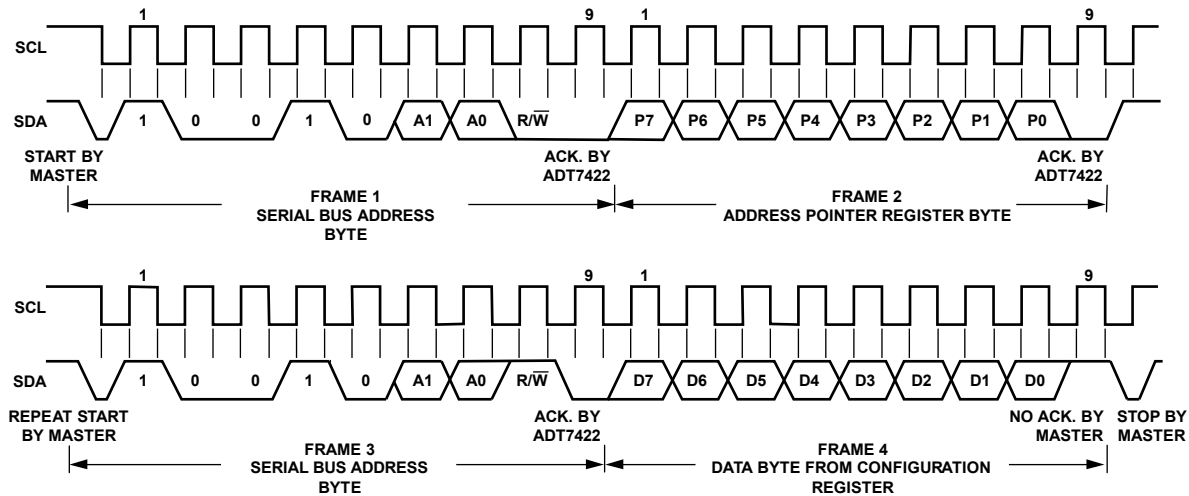 1 9 1 9
SCL
SDA 1 0 0 1 0 A1 A0 R/W̅ P7 P6 P5 P4 P3 P2 P1 P0
START BY
MASTER
ACK. BY
ADT7422
ACK. BY
ADT7422
FRAME 1
SERIAL BUS ADDRESS
BYTE
FRAME 2
ADDRESS POINTER REGISTER BYTE
1 9 1 9
SCL
SDA 1 0 0 1 0 A1 A0 R/W̅ D7 D6 D5 D4 D3 D2 D1 D0
REPEAT START
BY MASTER
ACK. BY
ADT7422
NO ACK. BY
MASTER
STOP BY
MASTER
FRAME 3
SERIAL BUS ADDRESS
BYTE
FRAME 4
DATA BYTE FROM CONFIGURATION
REGISTER